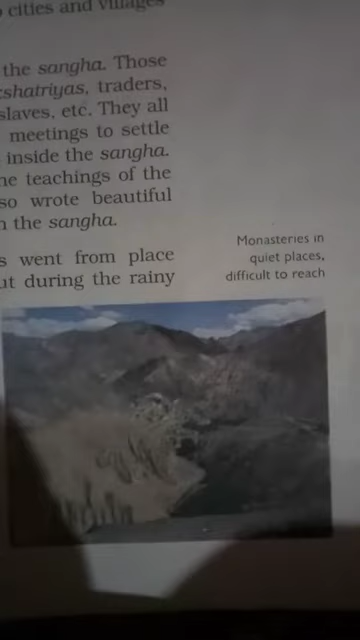 cities and villages
the sangha. Those
kshatriyas, traders,
slaves, etc. They all
meetings to settle
inside the sangha.
teachings of the
so wrote beautiful
the sangha.
went from place
during the rainy
Monasteries in
quiet places,
difficult to reach